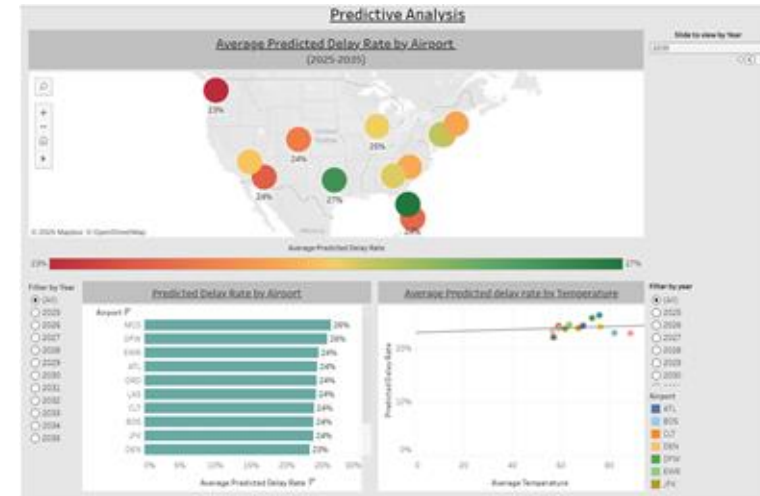 Predictive Analysis
Average Predicted Delay Rate by Airport
(2025-2035)
Slide to view by Year
23%
24%
25%
24%
27%
© 2025 Mapbox © OpenStreetMap
Average Predicted Delay Rate
23%
27%
Filter by Year
(All)
2025
2026
2027
2028
2029
2030
2031
2032
2033
2034
2035
Predicted Delay Rate by Airport
Airport
MCO 26%
DFW 26%
EWR 24%
ATL 24%
ORD 24%
LAX 24%
CLT 24%
BOS 24%
JFK 24%
DEN 23%
0% 5% 10% 15% 20% 25% 30%
Average Predicted Delay Rate
Average Predicted delay rate by Temperature
Predicted Delay Rate
20%
10%
0%
0 20 40 60 80
Average Temperature
Filter by year
(All)
2025
2026
2027
2028
2029
2030
Airport
ATL
BOS
CLT
DEN
DFW
EWR
JFK